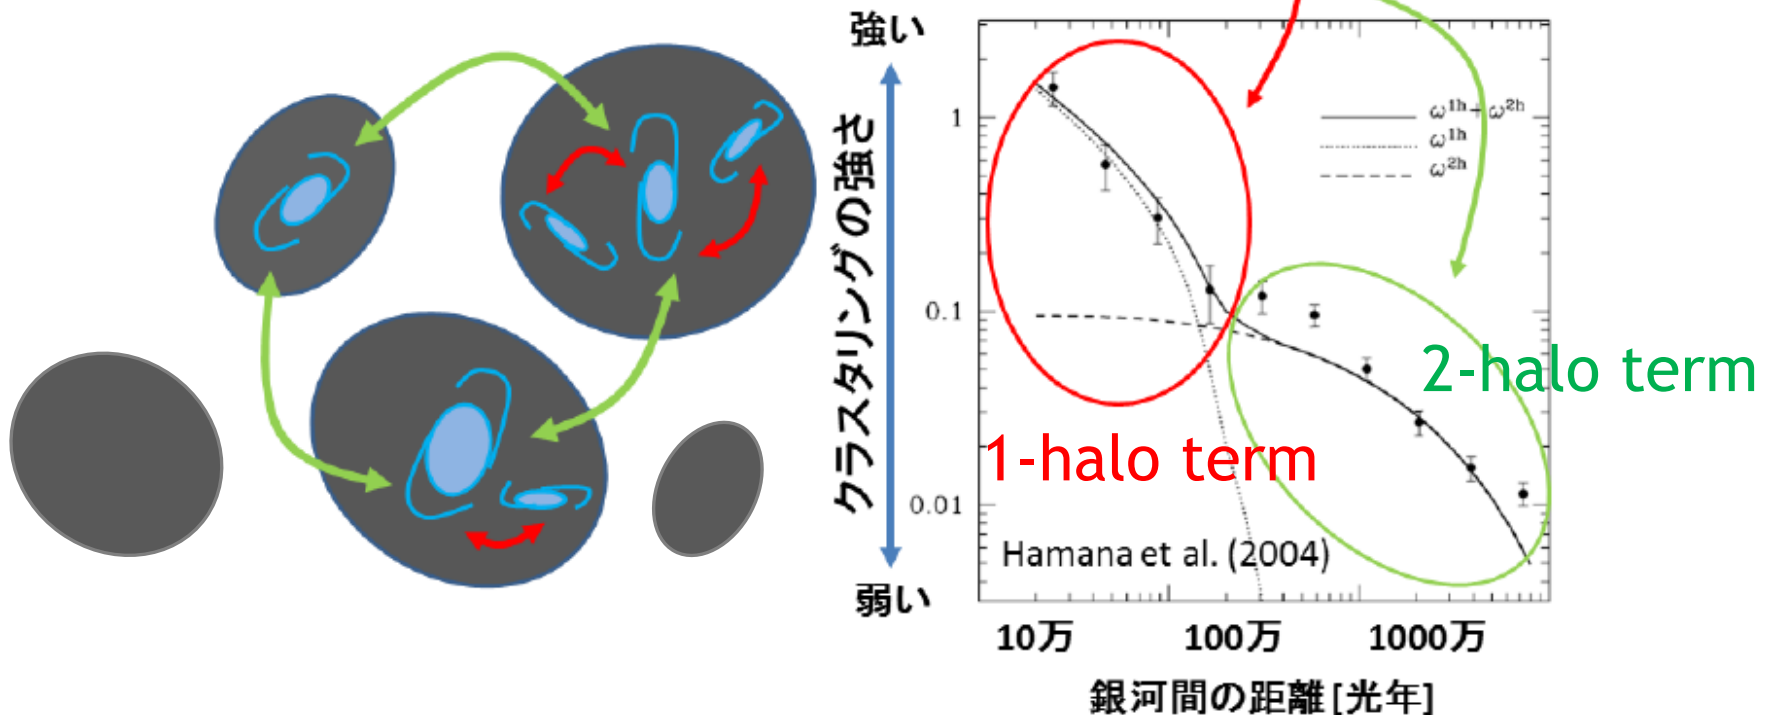 強い
クラスタリングの強さ
弱い
1
0.1
0.01
ω¹ʰ + ω²ʰ
ω¹ʰ
ω²ʰ
2-halo term
1-halo term
Hamana et al. (2004)
10万 100万 1000万
銀河間の距離[光年]